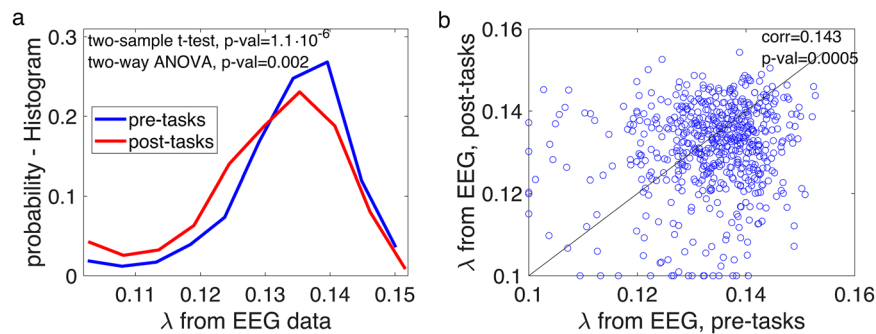 a
two-sample t-test, p-val=1.1·10⁻⁶
two-way ANOVA, p-val=0.002
pre-tasks
post-tasks
probability - Histogram
0.3
0.2
0.1
0
0.11
0.12
0.13
0.14
0.15
λ from EEG data
b
corr=0.143
p-val=0.0005
λ from EEG, post-tasks
0.16
0.14
0.12
0.1
0.1
0.12
0.14
0.16
λ from EEG, pre-tasks